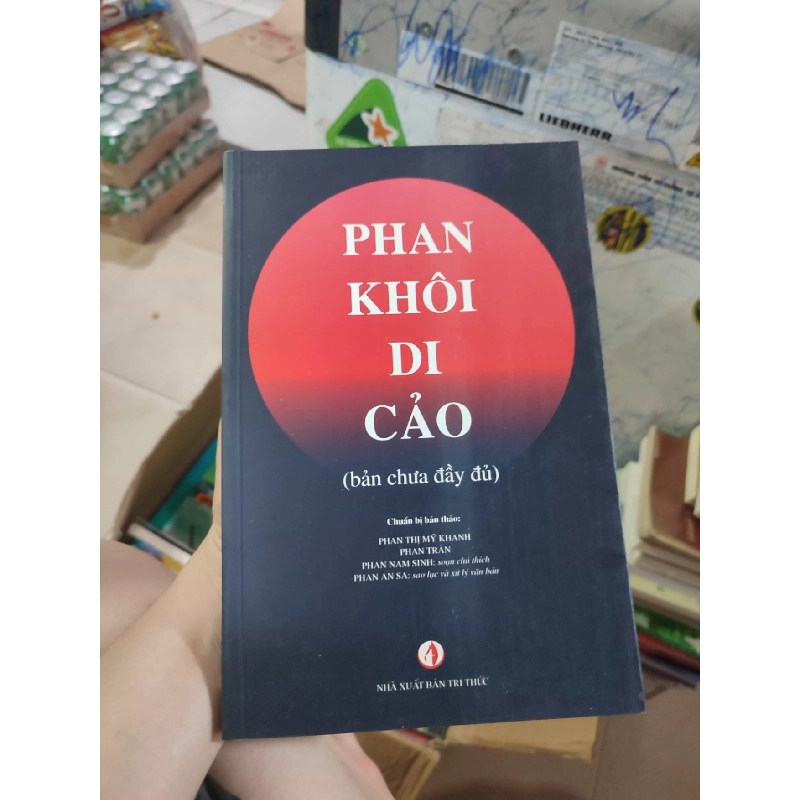 LIEBHERR
PHAN
KHÔI
DI
CẢO
(bản chưa đầy đủ)
Chuẩn bị bản thảo:
PHAN THỊ MỸ KHANH
PHAN TRẢN
PHAN NAM SINH: soạn chú thích
PHAN AN SA: sao lục và xử lý văn bản
NHÀ XUẤT BẢN TRI THỨC